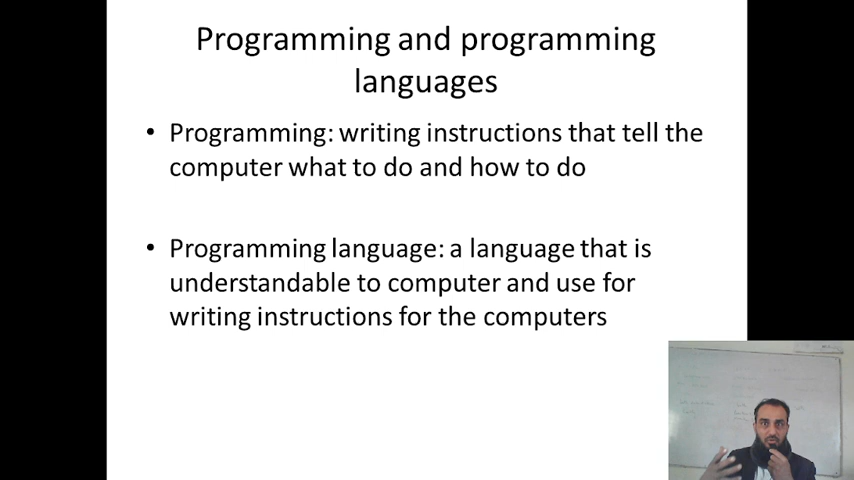 Programming and programming
languages
• Programming: writing instructions that tell the
computer what to do and how to do
• Programming language: a language that is
understandable to computer and use for
writing instructions for the computers